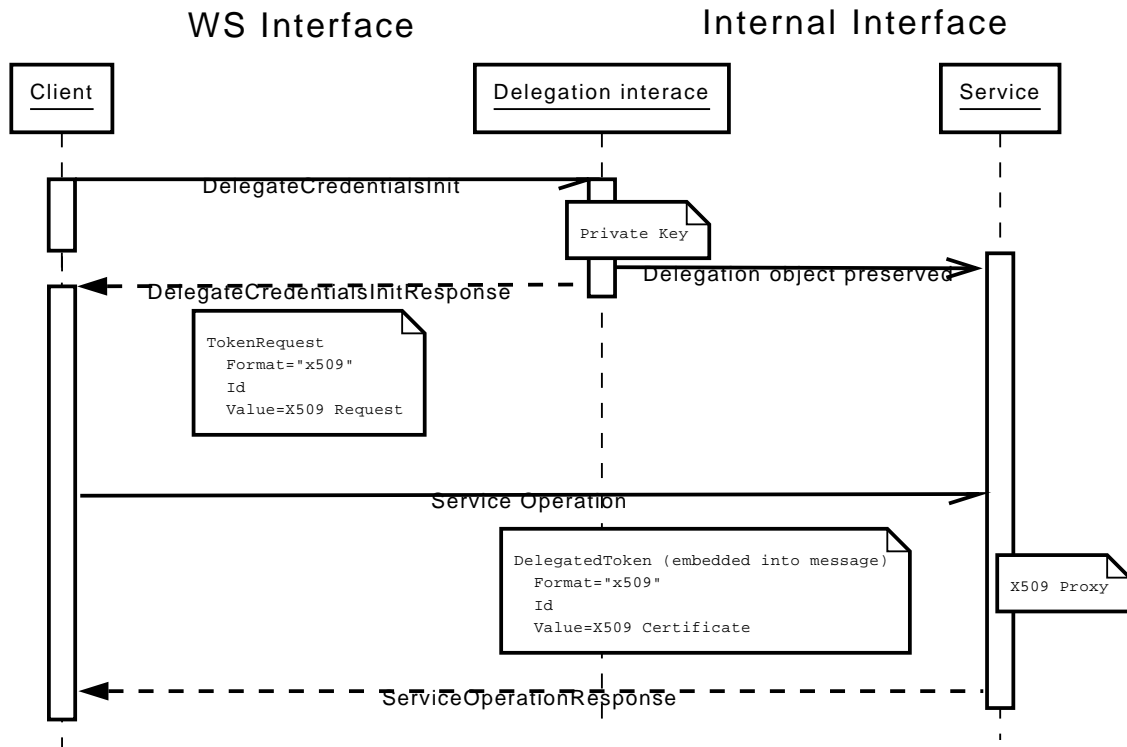 WS Interface
Internal Interface
Client
Delegation interace
Service
DelegateCredentialsInit
Private Key
Delegation object preserved
DelegateCredentialsInitResponse
TokenRequest
Format="x509"
Id
Value=X509 Request
Service Operation
DelegatedToken (embedded into message)
Format="x509"
Id
Value=X509 Certificate
X509 Proxy
ServiceOperationResponse